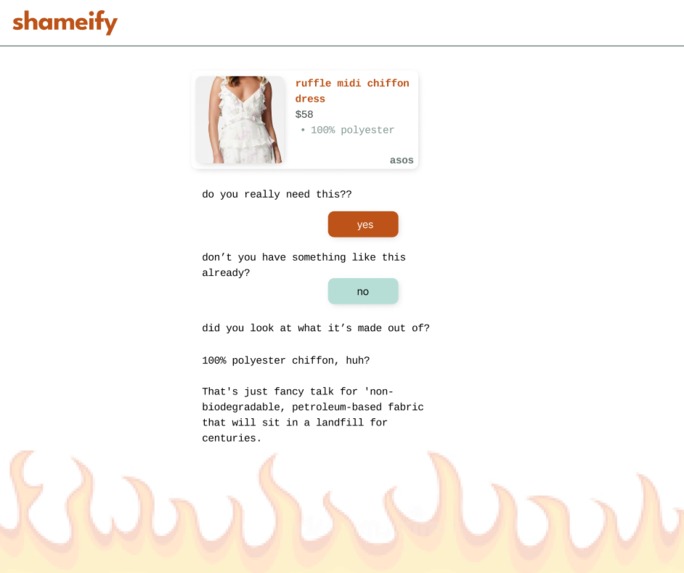 shameify
ruffle midi chiffon
dress
$58
• 100% polyester
asos
do you really need this??
yes
don’t you have something like this
already?
no
did you look at what it’s made out of?
100% polyester chiffon, huh?
That's just fancy talk for 'non-
biodegradable, petroleum-based fabric
that will sit in a landfill for
centuries.